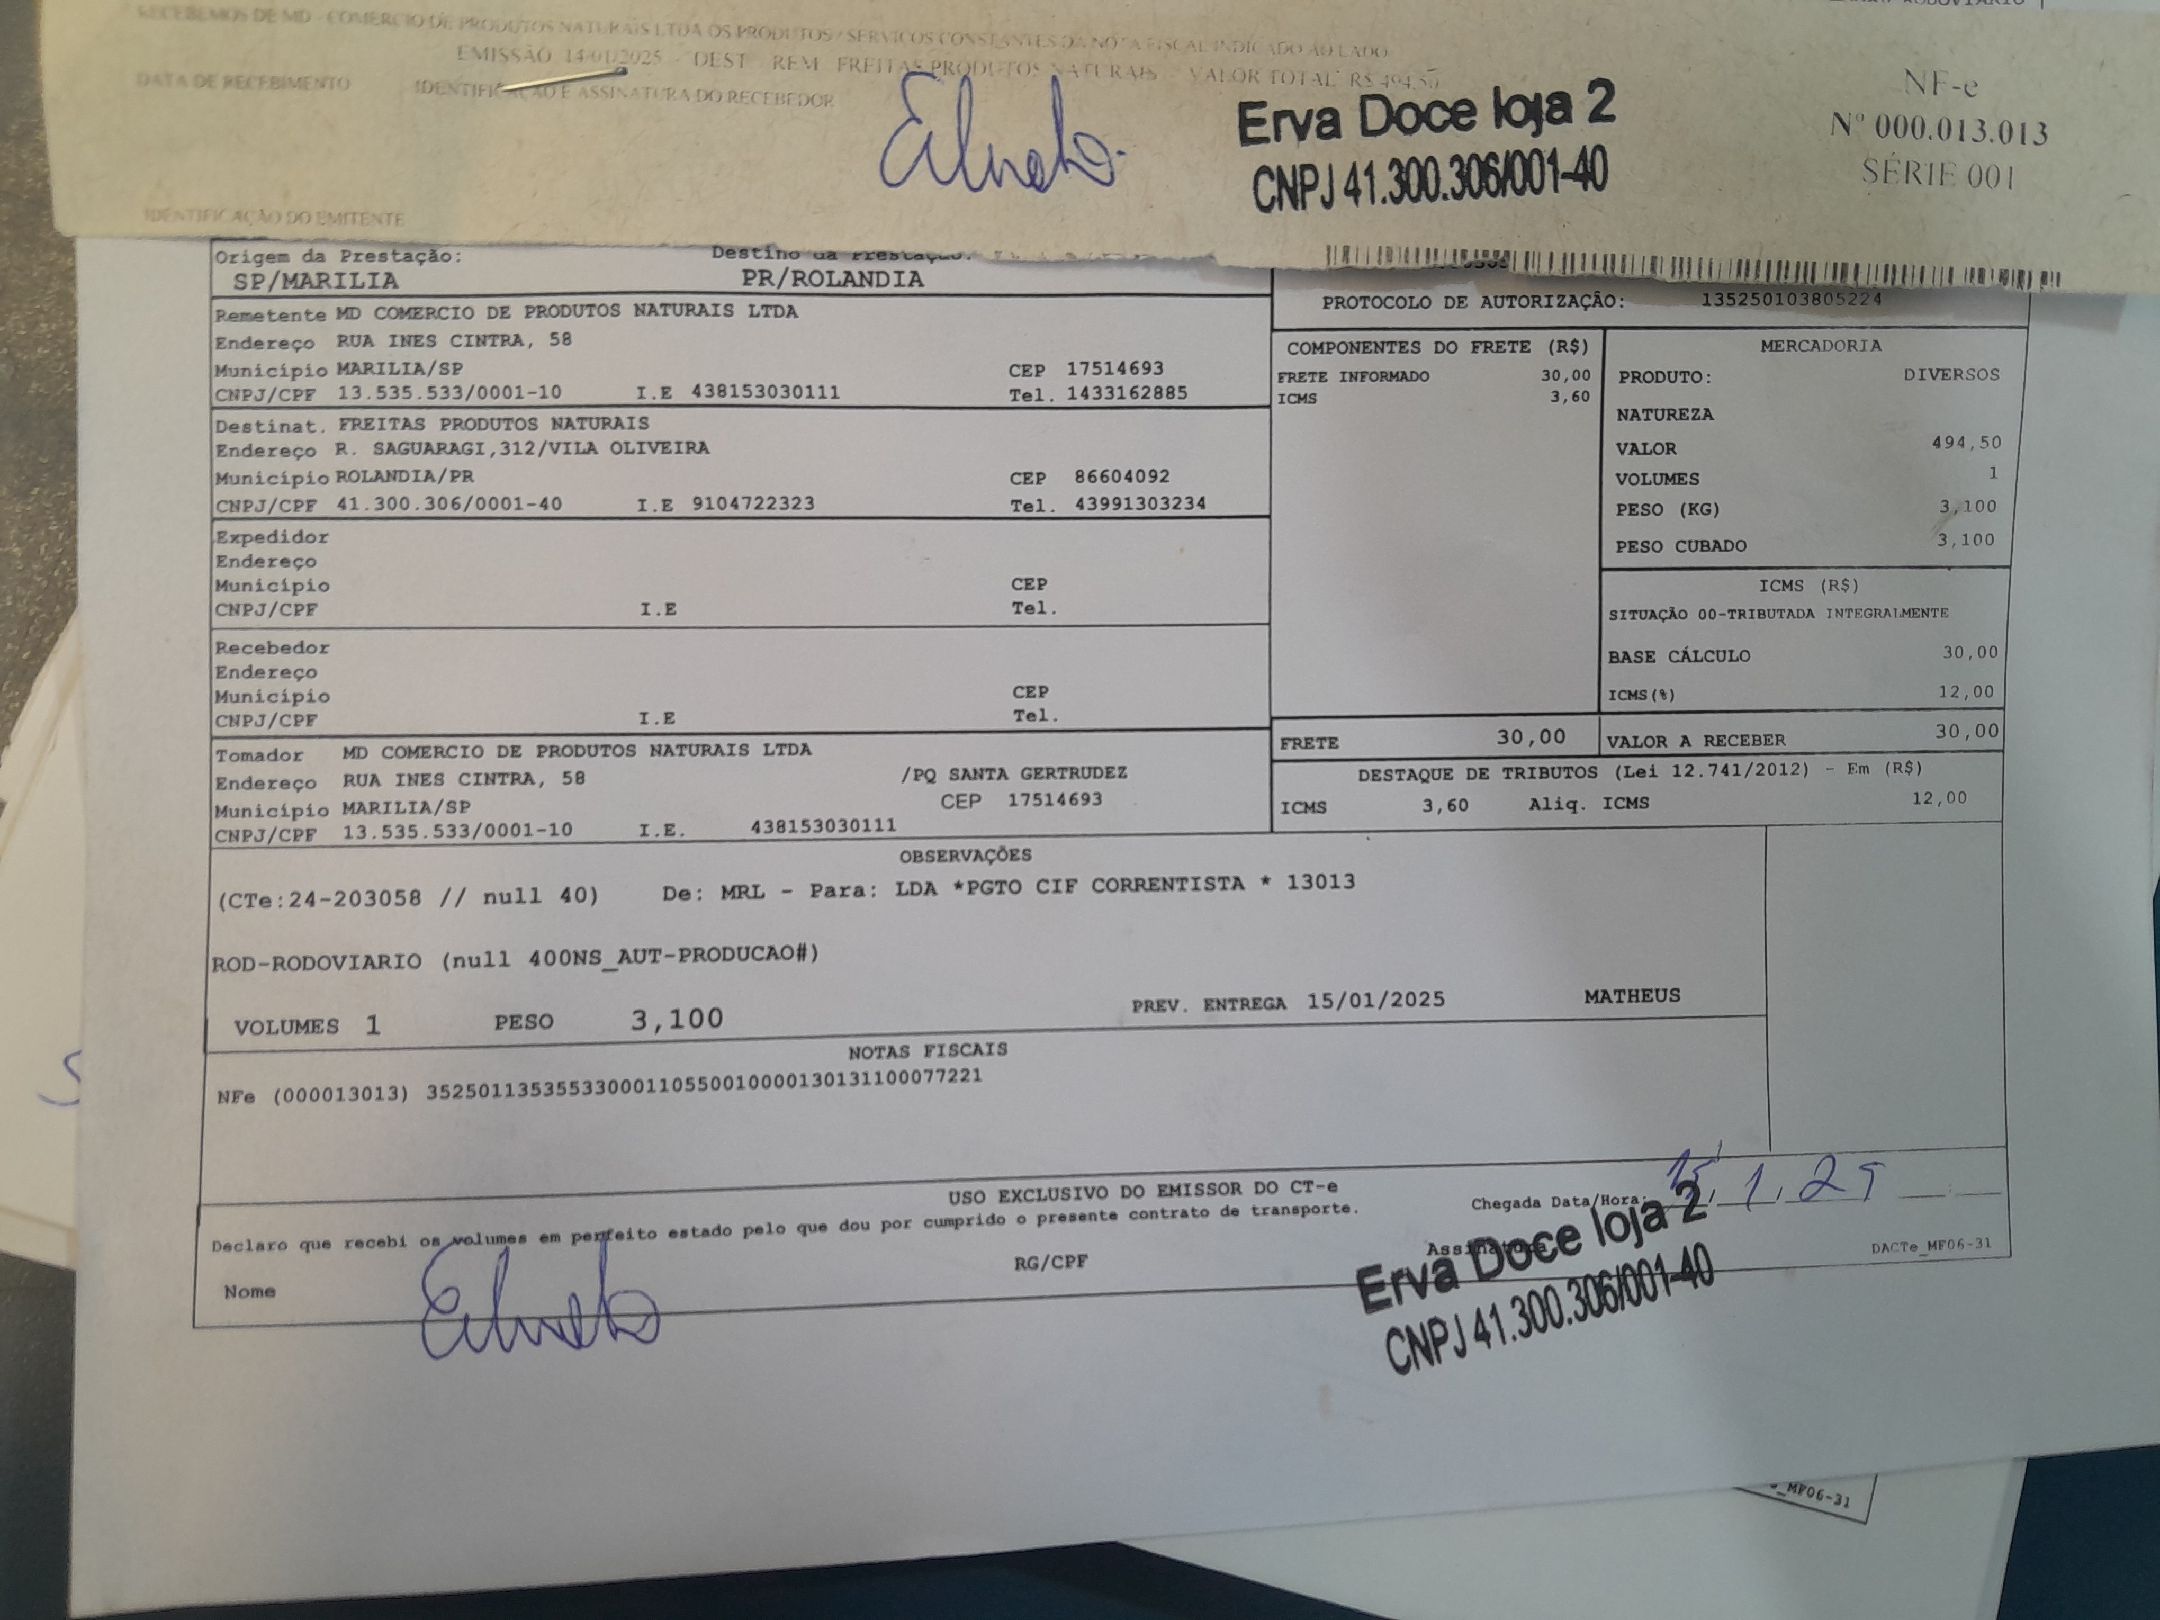 RECEBEMOS DE MD - COMERCIO DE PRODUTOS NATURAIS LTDA OS PRODUTOS / SERVICOS CONSTANTES DA NOTA FISCAL INDICADO AO LADO
EMISSÃO 14/01/2025 - DEST REM FREITAS PRODUTOS NATURAIS - VALOR TOTAL R$ 494,50
DATA DE RECEBIMENTO IDENTIFICAÇÃO E ASSINATURA DO RECEBEDOR
NF-e
Nº 000.013.013
SÉRIE 001
Erva Doce loja 2
CNPJ 41.300.306/001-40
IDENTIFICAÇÃO DO EMITENTE
Origem da Prestação: Destino da Prestação:
SP/MARILIA PR/ROLANDIA
PROTOCOLO DE AUTORIZAÇÃO: 135250103805224
Remetente MD COMERCIO DE PRODUTOS NATURAIS LTDA
Endereço RUA INES CINTRA, 58
Município MARILIA/SP CEP 17514693
CNPJ/CPF 13.535.533/0001-10 I.E 438153030111 Tel. 1433162885
Destinat. FREITAS PRODUTOS NATURAIS
Endereço R. SAGUARAGI,312/VILA OLIVEIRA
Município ROLANDIA/PR CEP 86604092
CNPJ/CPF 41.300.306/0001-40 I.E 9104722323 Tel. 43991303234
Expedidor
Endereço
Município CEP
CNPJ/CPF I.E Tel.
Recebedor
Endereço
Município CEP
CNPJ/CPF I.E Tel.
Tomador MD COMERCIO DE PRODUTOS NATURAIS LTDA
Endereço RUA INES CINTRA, 58 /PQ SANTA GERTRUDEZ
Município MARILIA/SP CEP 17514693
CNPJ/CPF 13.535.533/0001-10 I.E. 438153030111
COMPONENTES DO FRETE (R$)
FRETE INFORMADO 30,00
ICMS 3,60
MERCADORIA
PRODUTO: DIVERSOS
NATUREZA
VALOR 494,50
VOLUMES 1
PESO (KG) 3,100
PESO CUBADO 3,100
ICMS (R$)
SITUAÇÃO 00-TRIBUTADA INTEGRALMENTE
BASE CÁLCULO 30,00
ICMS(%) 12,00
FRETE 30,00 VALOR A RECEBER 30,00
DESTAQUE DE TRIBUTOS (Lei 12.741/2012) - Em (R$)
ICMS 3,60 Aliq. ICMS 12,00
OBSERVAÇÕES
(CTe:24-203058 // null 40) De: MRL - Para: LDA *PGTO CIF CORRENTISTA * 13013
ROD-RODOVIARIO (null 400NS_AUT-PRODUCAO#)
VOLUMES 1 PESO 3,100 PREV. ENTREGA 15/01/2025 MATHEUS
NOTAS FISCAIS
NFe (000013013) 35250113535533000110550010000130131100077221
USO EXCLUSIVO DO EMISSOR DO CT-e
Declaro que recebi os volumes em perfeito estado pelo que dou por cumprido o presente contrato de transporte.
Chegada Data/Hora: 15, 1, 25
Nome RG/CPF Assinatura DACTe_MF06-31
Erva Doce loja 2
CNPJ 41.300.306/001-40
_MF06-31